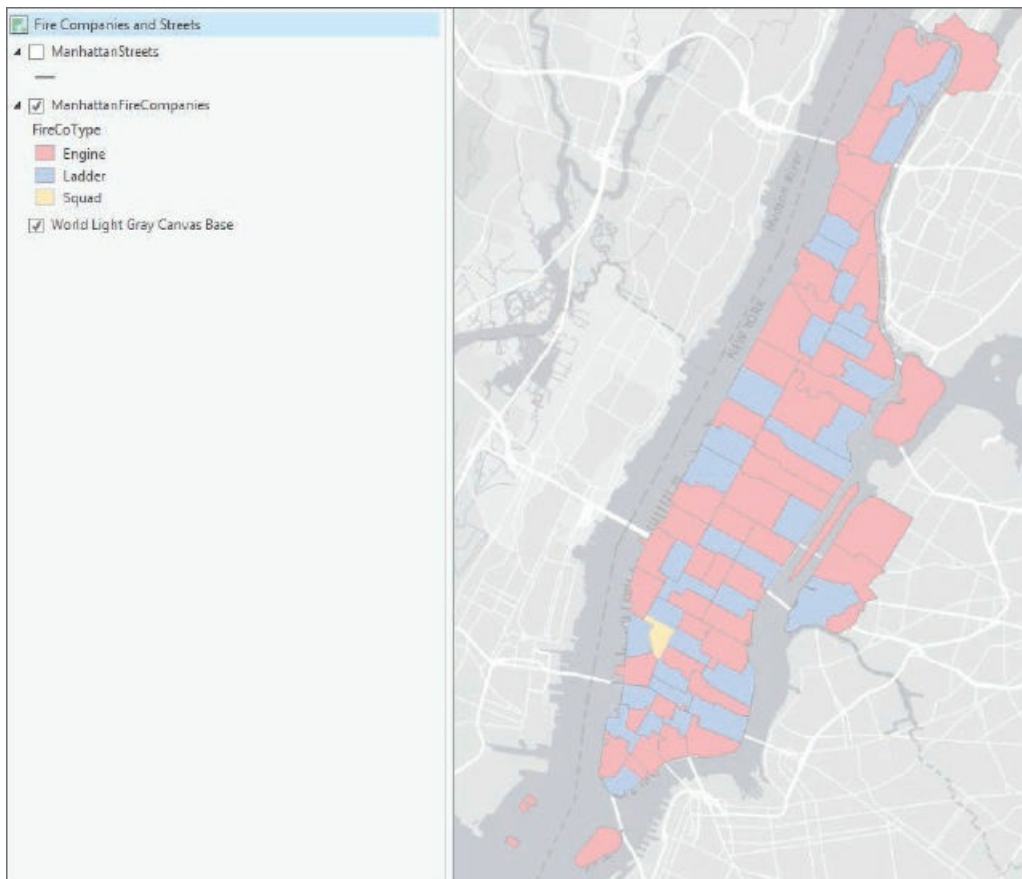 Fire Companies and Streets
ManhattanStreets
ManhattanFireCompanies
FireCoType
Engine
Ladder
Squad
World Light Gray Canvas Base
Hudson River
NEW YORK